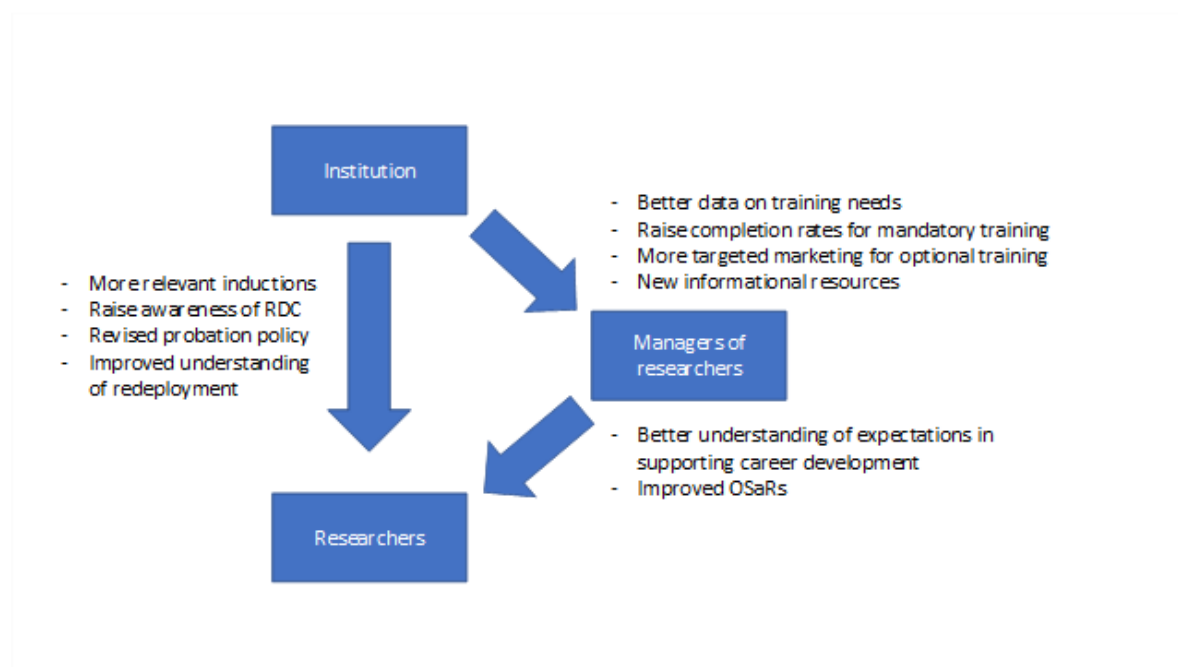 Institution
- Better data on training needs
- Raise completion rates for mandatory training
- More targeted marketing for optional training
- New informational resources
- More relevant inductions
- Raise awareness of RDC
- Revised probation policy
- Improved understanding
of redeployment
Managers of
researchers
- Better understanding of expectations in
supporting career development
- Improved OSaRs
Researchers